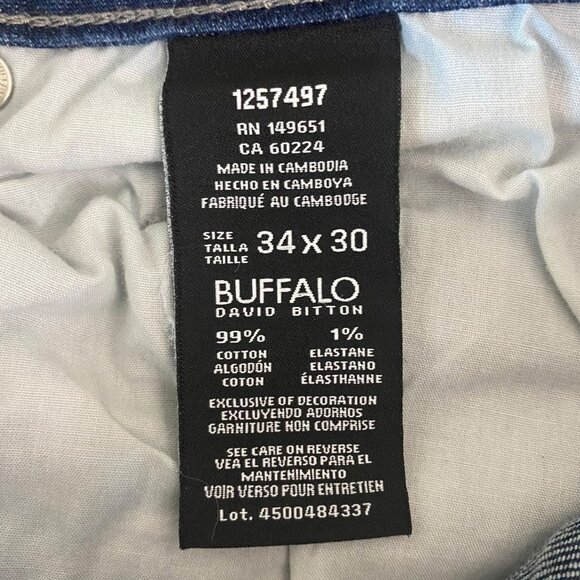 1257497
RN 149651
CA 60224
MADE IN CAMBODIA
HECHO EN CAMBOYA
FABRIQUÉ AU CAMBODGE
SIZE
TALLA 34 x 30
TAILLE
BUFFALO
DAVID BITTON
99% 1%
COTTON ELASTANE
ALGODÓN ELASTANO
COTON ÉLASTHANNE
EXCLUSIVE OF DECORATION
EXCLUYENDO ADORNOS
GARNITURE NON COMPRISE
SEE CARE ON REVERSE
VEA EL REVERSO PARA EL
MANTENIMIENTO
VOIR VERSO POUR ENTRETIEN
Lot. 4500484337